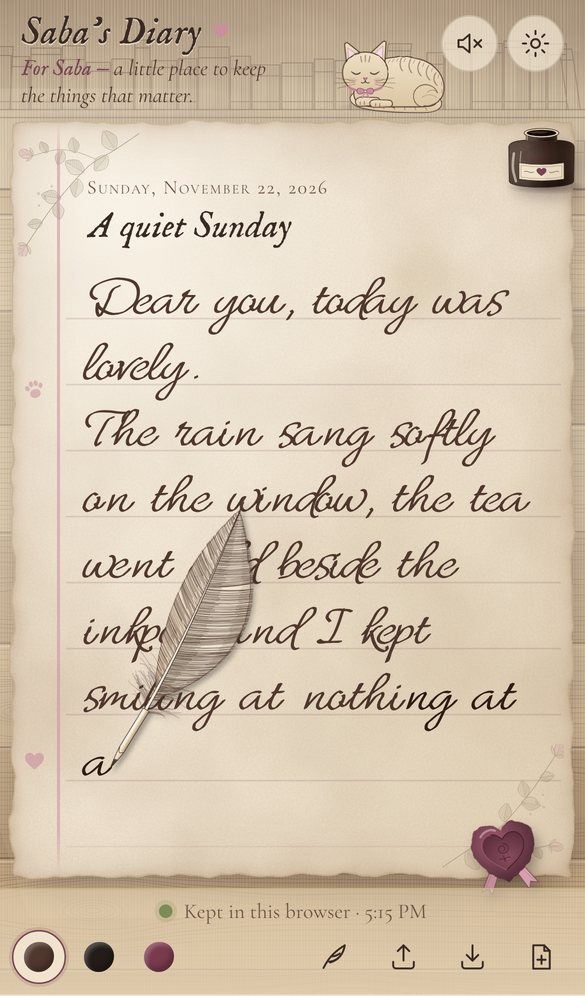 Saba's Diary
For Saba — a little place to keep
the things that matter.
Sunday, November 22, 2026
A quiet Sunday
Dear you, today was
lovely.
The rain sang softly
on the window, the tea
went beside the
and I kept
smiling at nothing at
a
Kept in this browser · 5:15 PM